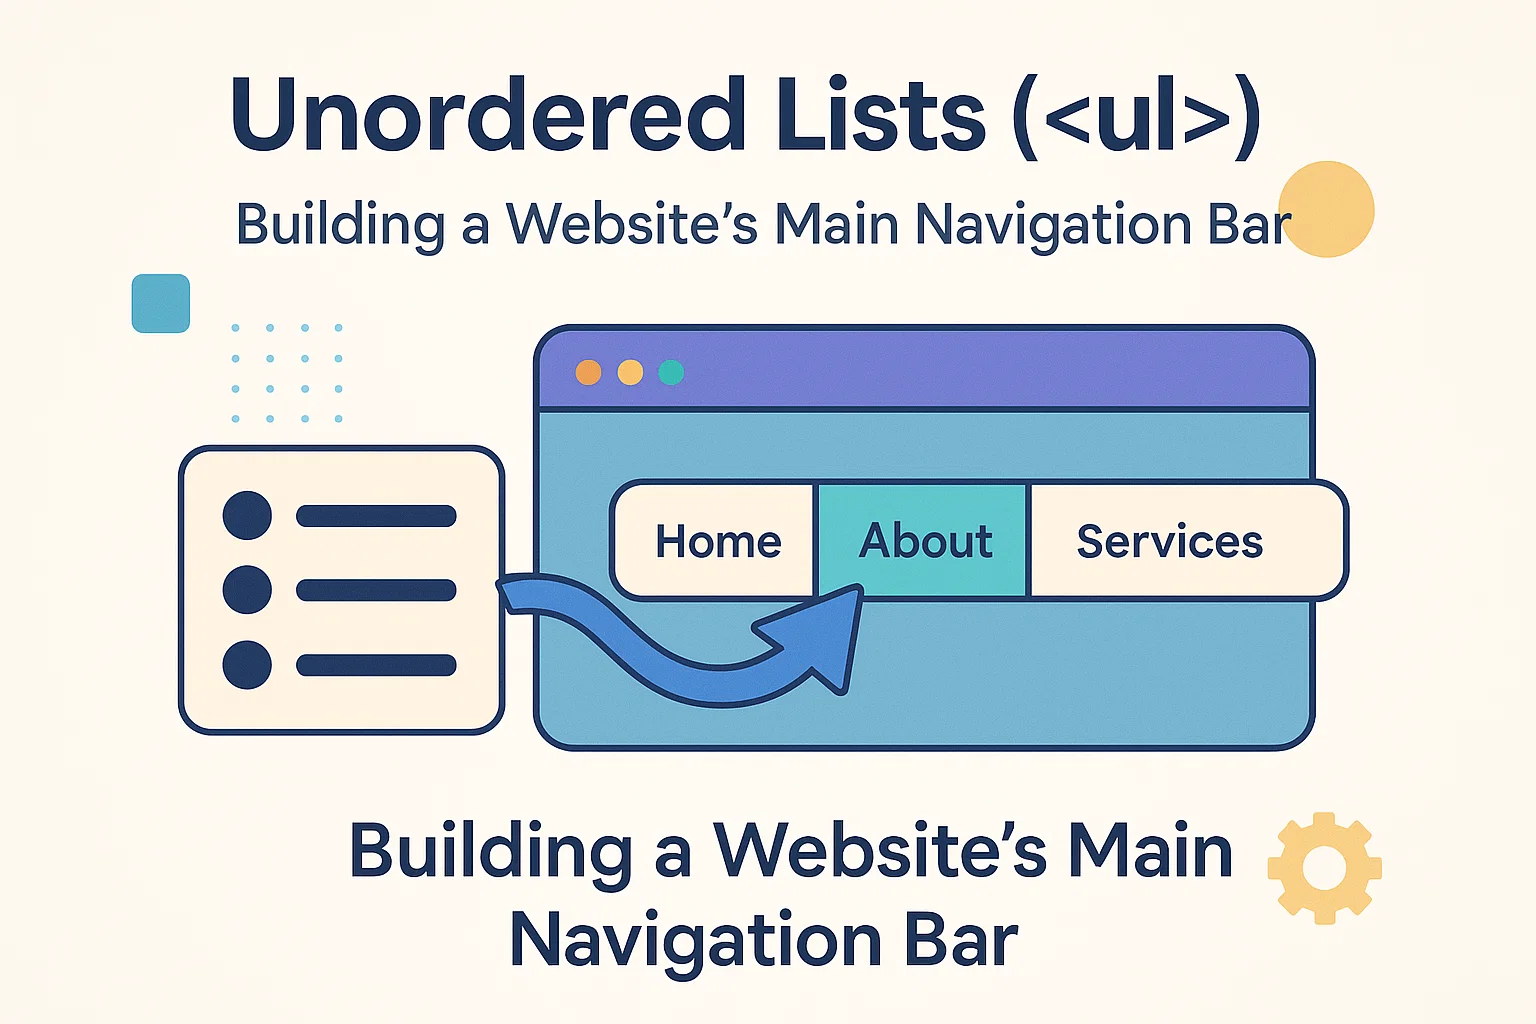 Unordered Lists (<ul>)
Building a Website’s Main Navigation Bar
Home
About
Services
Building a Website’s Main
Navigation Bar